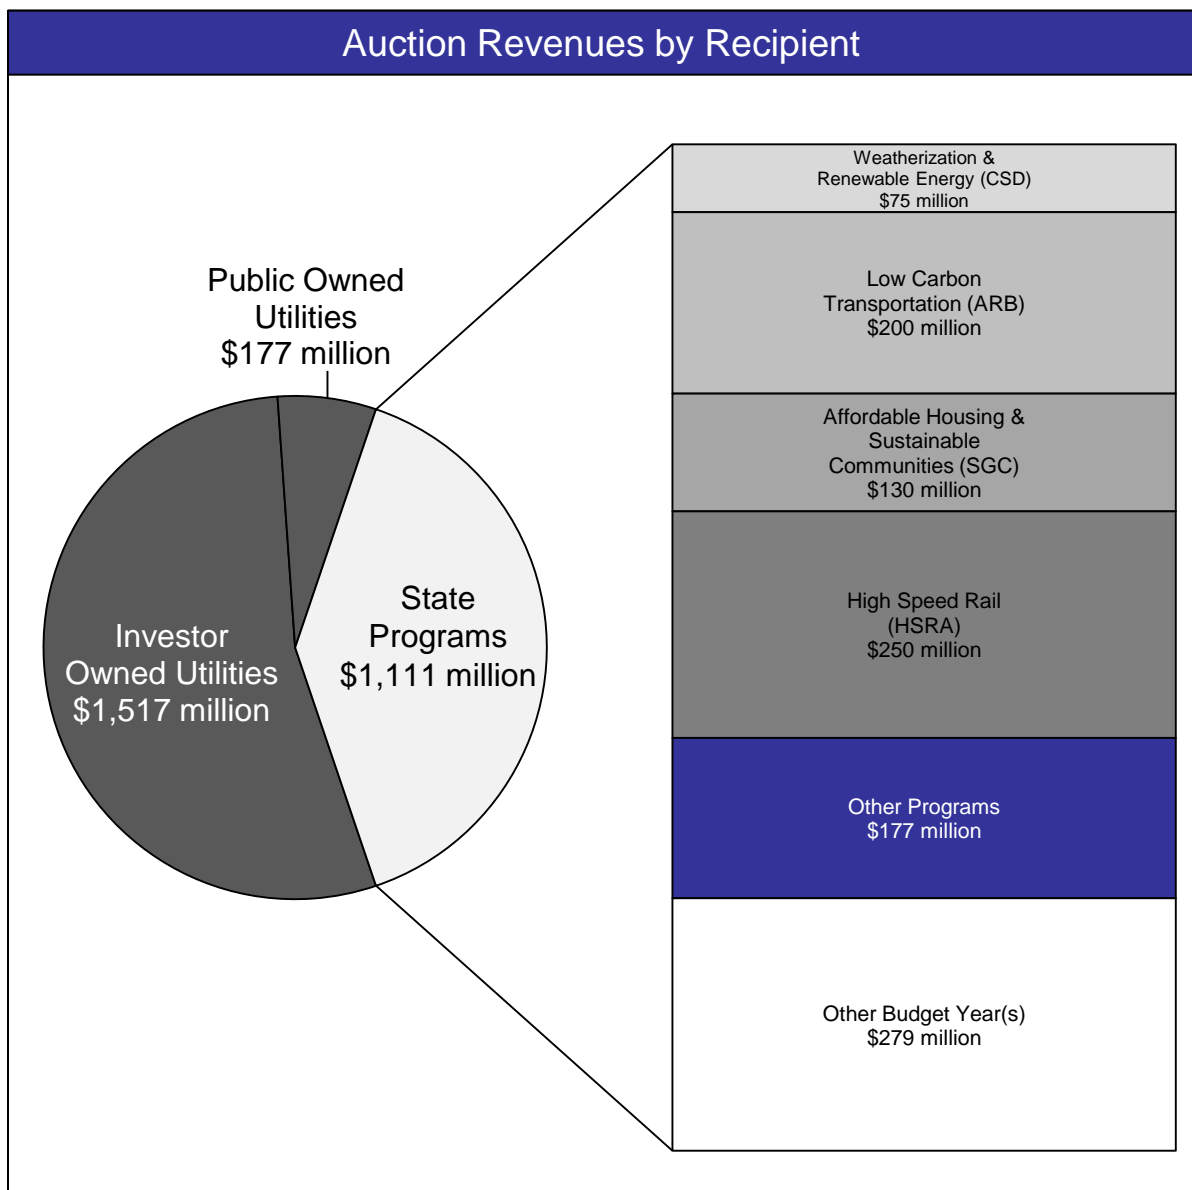 Auction Revenues by Recipient
Public Owned
Utilities
$177 million
Investor
Owned Utilities
$1,517 million
State
Programs
$1,111 million
Weatherization &
Renewable Energy (CSD)
$75 million
Low Carbon
Transportation (ARB)
$200 million
Affordable Housing &
Sustainable
Communities (SGC)
$130 million
High Speed Rail
(HSRA)
$250 million
Other Programs
$177 million
Other Budget Year(s)
$279 million